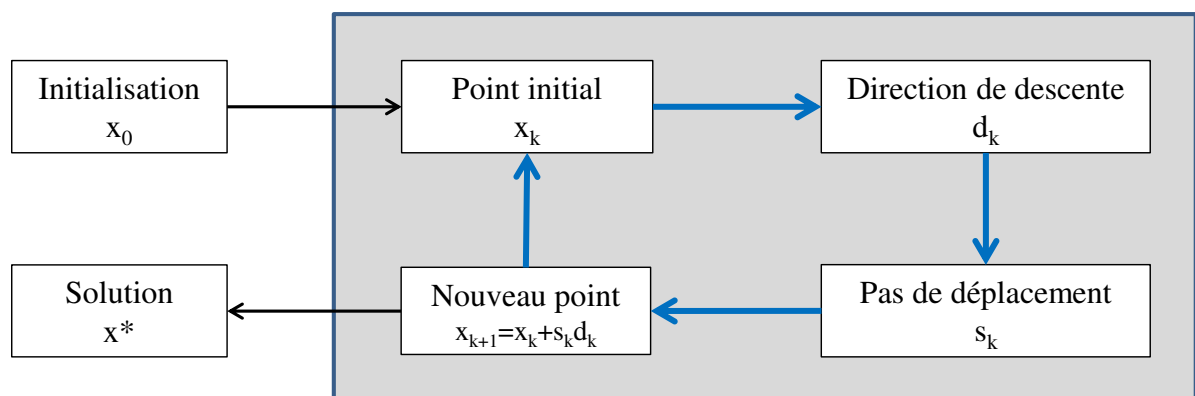 Initialisation
x₀
Point initial
xₖ
Direction de descente
dₖ
Solution
x*
Nouveau point
xₖ₊₁=xₖ+sₖdₖ
Pas de déplacement
sₖ